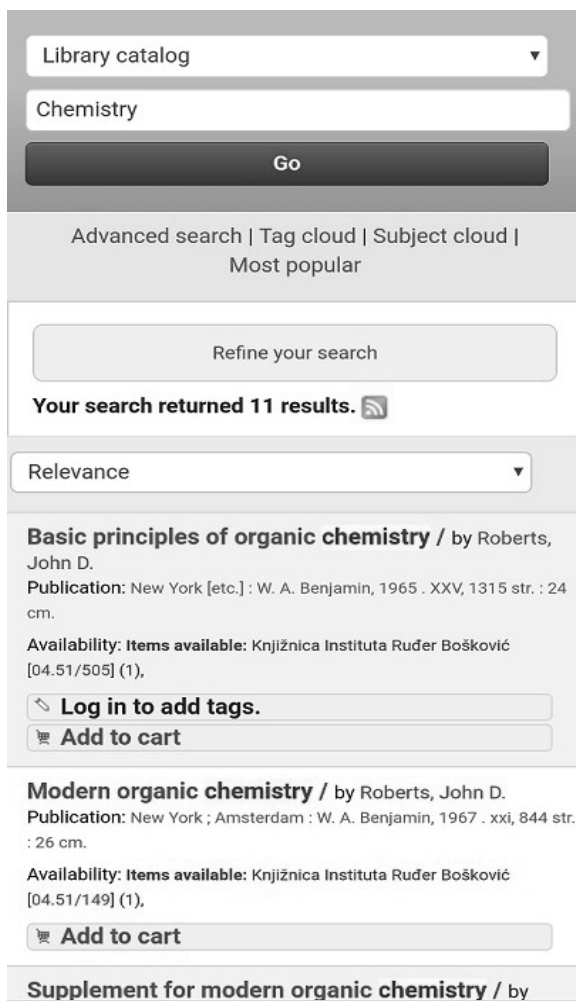 Library catalog
Chemistry
Go
Advanced search | Tag cloud | Subject cloud |
Most popular
Refine your search
Your search returned 11 results.
Relevance
Basic principles of organic chemistry / by Roberts,
John D.
Publication: New York [etc.] : W. A. Benjamin, 1965 . XXV, 1315 str. : 24
cm.
Availability: Items available: Knjižnica Instituta Ruđer Bošković
[04.51/505] (1),
Log in to add tags.
Add to cart
Modern organic chemistry / by Roberts, John D.
Publication: New York ; Amsterdam : W. A. Benjamin, 1967 . xxi, 844 str.
: 26 cm.
Availability: Items available: Knjižnica Instituta Ruđer Bošković
[04.51/149] (1),
Add to cart
Supplement for modern organic chemistry / by